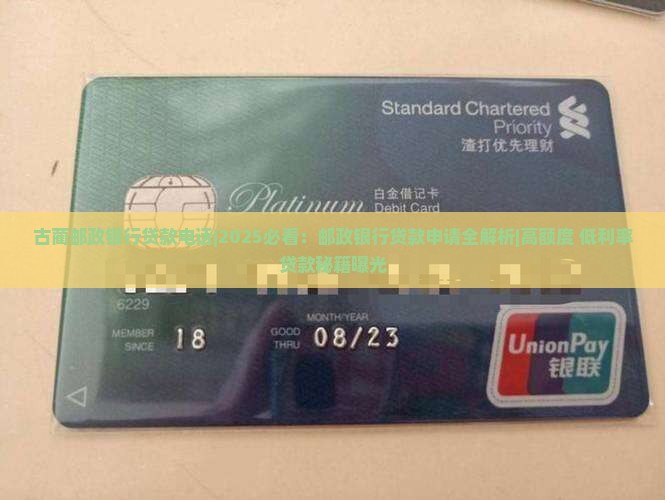 Standard Chartered
Priority
渣打优先理财
Platinum 白金借记卡
Debit Card
古蔺邮政银行贷款电话|2025必看：邮政银行贷款申请全解析|高额度 低利率
贷款秘籍曝光
6229
MONTH/YEAR
MEMBER SINCE 18 GOOD THRU 08/23
UnionPay
银联